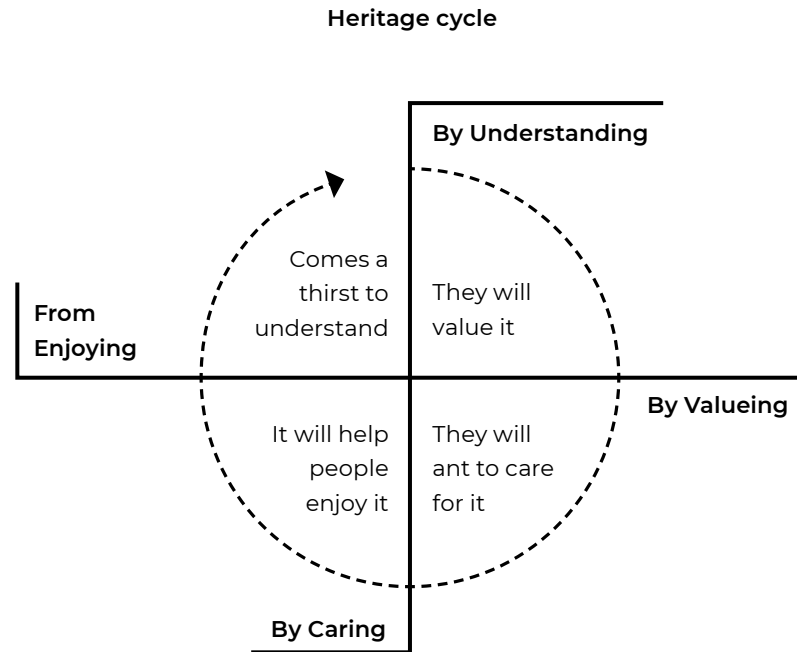 Heritage cycle
By Understanding
They will
value it
By Valueing
They will
ant to care
for it
By Caring
It will help
people
enjoy it
From
Enjoying
Comes a
thirst to
understand